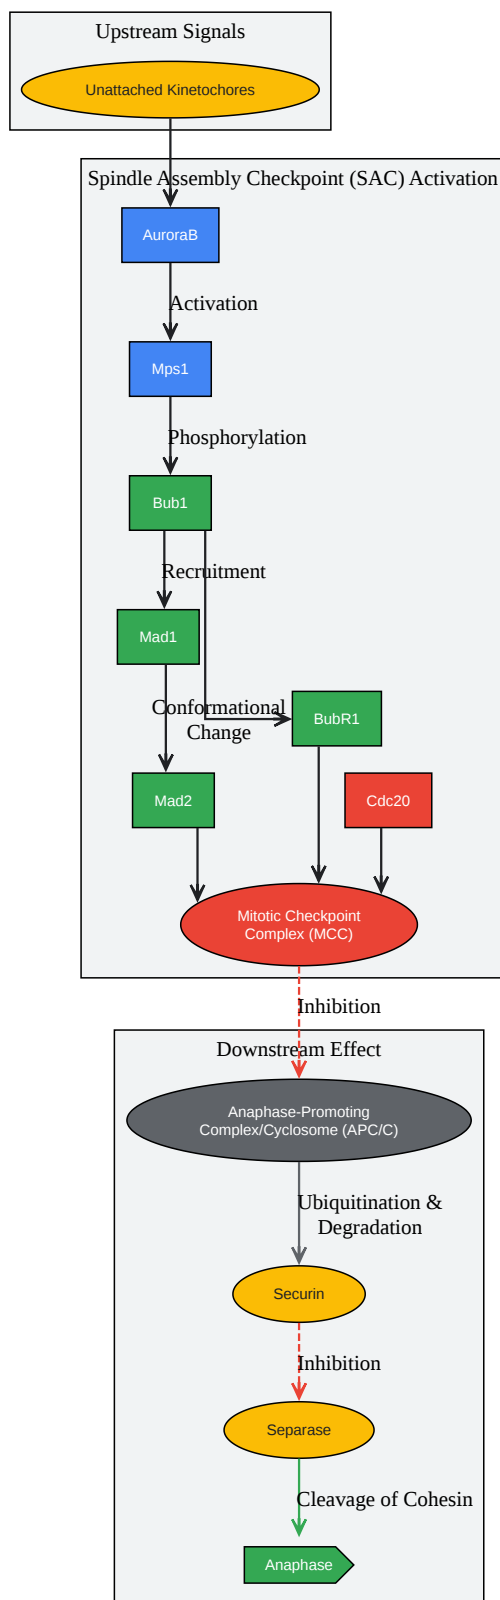 Upstream Signals
Unattached Kinetochores
Spindle Assembly Checkpoint (SAC) Activation
AuroraB
Activation
Mps1
Phosphorylation
Bub1
Recruitment
Mad1
Conformational
Change
BubR1
Mad2
Cdc20
Mitotic Checkpoint
Complex (MCC)
Inhibition
Downstream Effect
Anaphase-Promoting
Complex/Cyclosome (APC/C)
Ubiquitination &
Degradation
Securin
Inhibition
Separase
Cleavage of Cohesin
Anaphase